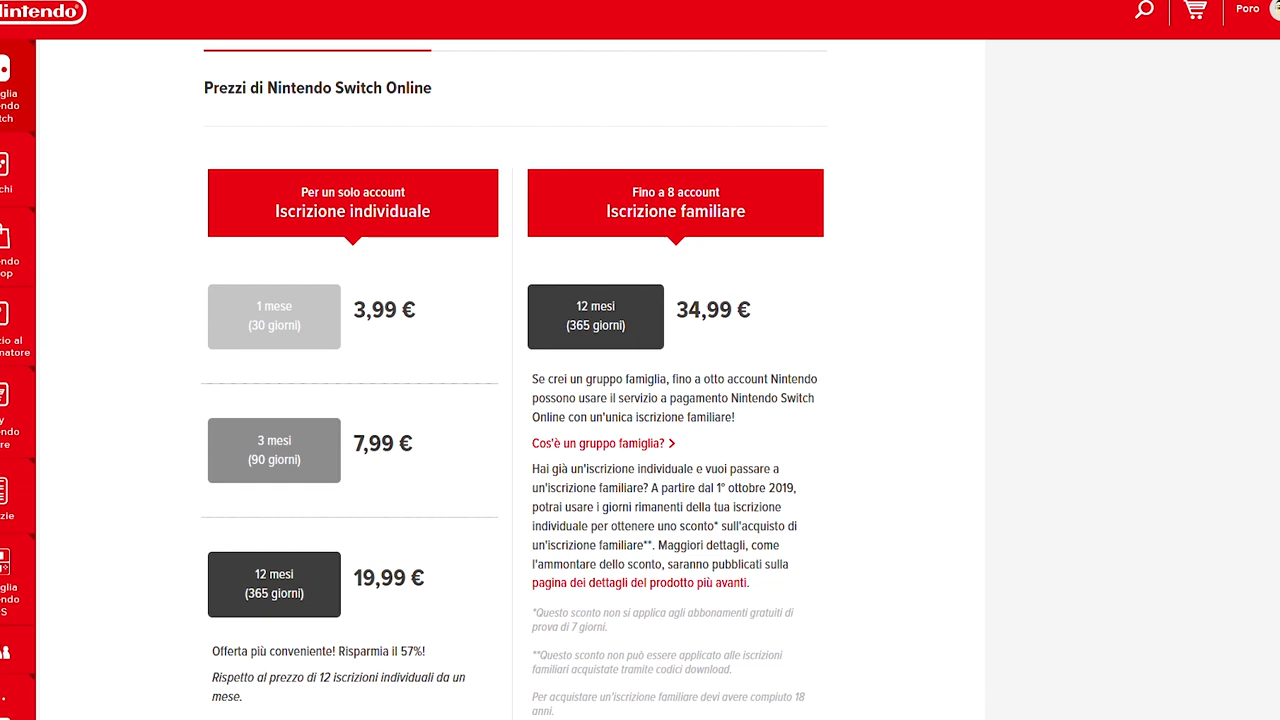 Nintendo
Poro
Prezzi di Nintendo Switch Online
Per un solo account
Iscrizione individuale
1 mese
(30 giorni)
3,99 €
3 mesi
(90 giorni)
7,99 €
12 mesi
(365 giorni)
19,99 €
Offerta più conveniente! Risparmia il 57%!
Rispetto al prezzo di 12 iscrizioni individuali da un
mese.
Fino a 8 account
Iscrizione familiare
12 mesi
(365 giorni)
34,99 €
Se crei un gruppo famiglia, fino a otto account Nintendo
possono usare il servizio a pagamento Nintendo Switch
Online con un'unica iscrizione familiare!
Cos'è un gruppo famiglia?
Hai già un'iscrizione individuale e vuoi passare a
un'iscrizione familiare? A partire dal 1° ottobre 2019,
potrai usare i giorni rimanenti della tua iscrizione
individuale per ottenere uno sconto* sull'acquisto di
un'iscrizione familiare**. Maggiori dettagli, come
l'ammontare dello sconto, saranno pubblicati sulla
pagina dei dettagli del prodotto più avanti.
*Questo sconto non si applica agli abbonamenti gratuiti di
prova di 7 giorni.
**Questo sconto non può essere applicato alle iscrizioni
familiari acquistate tramite codici download.
Per acquistare un'iscrizione familiare devi avere compiuto 18
anni.